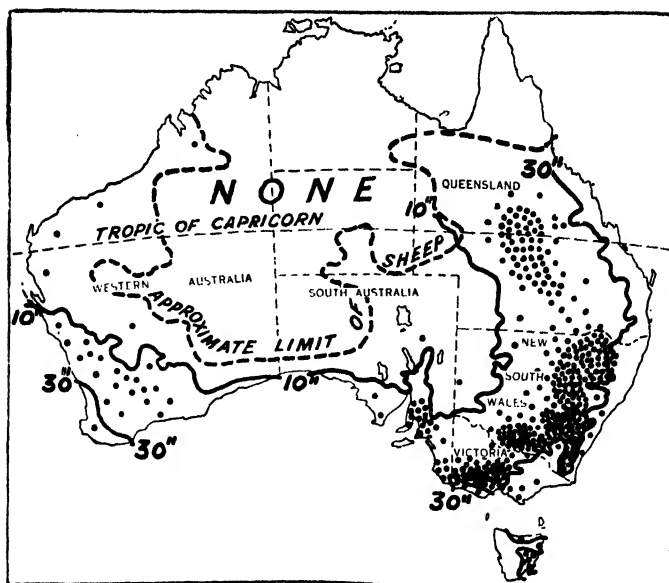 30"
QUEENSLAND
NONE
10"
TROPIC OF CAPRICORN
SHEEP
WESTERN AUSTRALIA
SOUTH AUSTRALIA
OF
APPROXIMATE LIMIT
10"
NEW
SOUTH
WALES
30"
10"
30"
30"
VICTORIA
30"